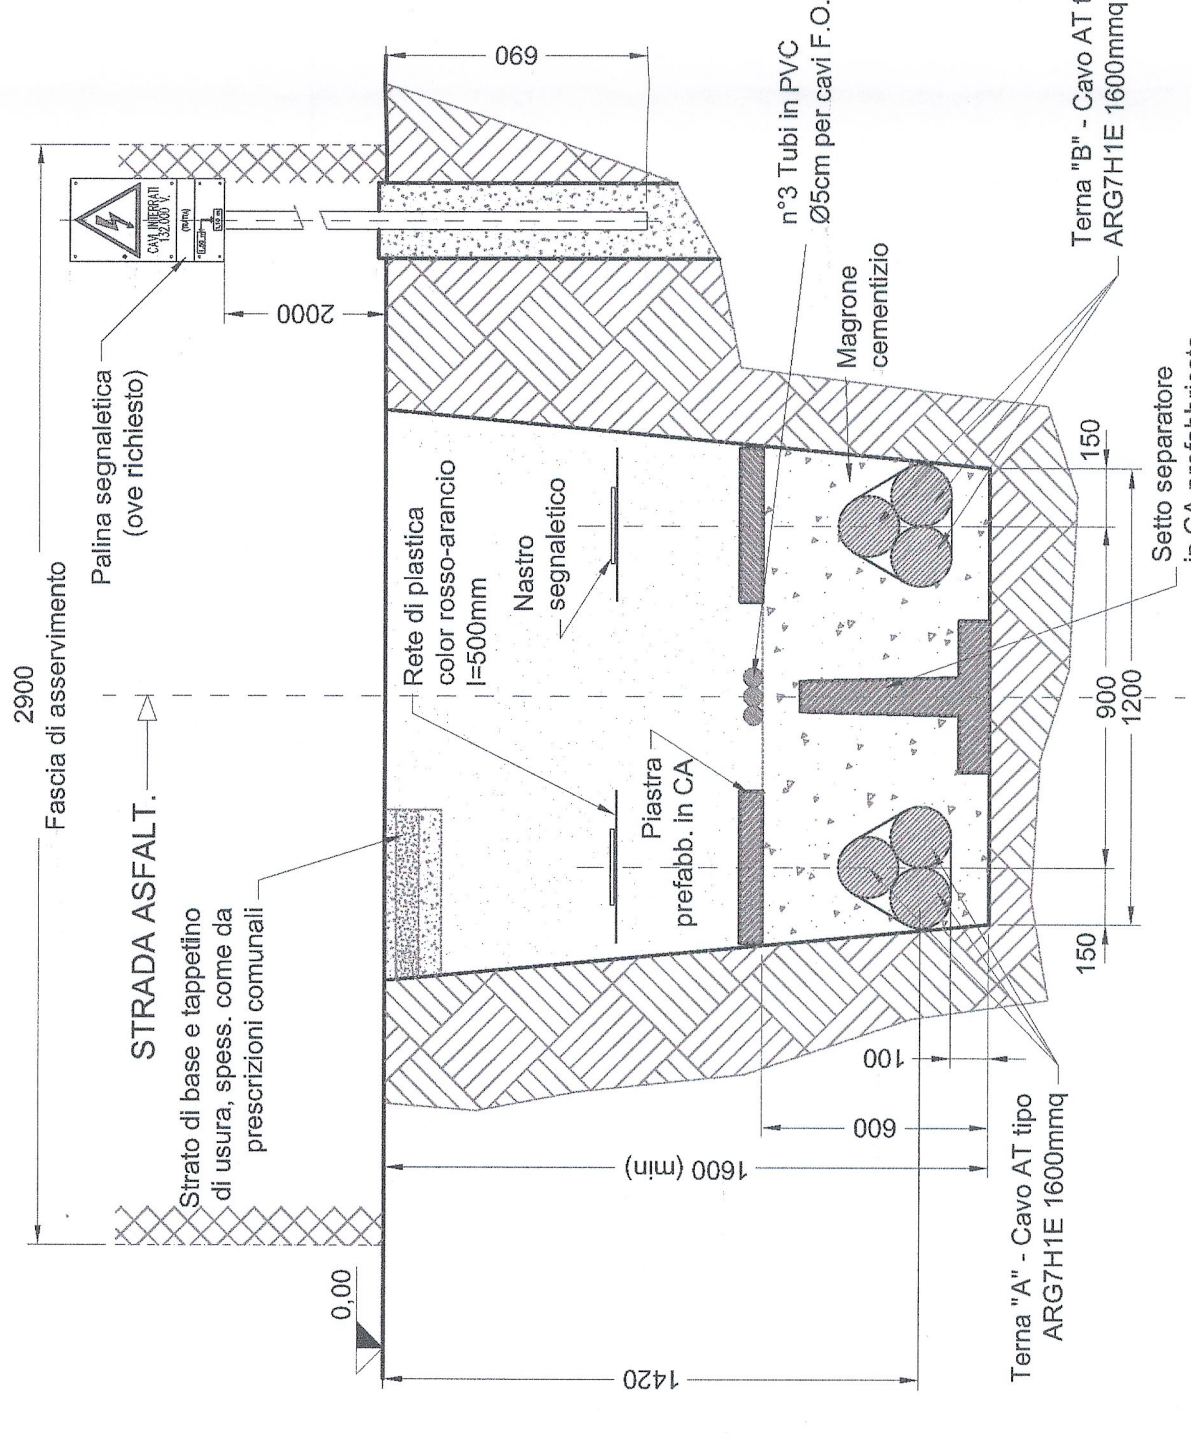 2900
Fascia di asservimento
STRADA ASFALT.
Palina segnaletica
(ove richiesto)
CAVI INTERRATI
132.000 V.
2000
690
0,00
Strato di base e tappetino
di usura, spess. come da
prescrizioni comunali
Rete di plastica
color rosso-arancio
l=500mm
Nastro
segnaletico
Piastra
prefabb. in CA
n°3 Tubi in PVC
Ø5cm per cavi F.O.
Magrone
cementizio
1420
1600 (min)
600
100
Terna "A" - Cavo AT tipo
ARG7H1E 1600mmq
Terna "B" - Cavo AT t
ARG7H1E 1600mmq
150
900
150
1200
Setto separatore